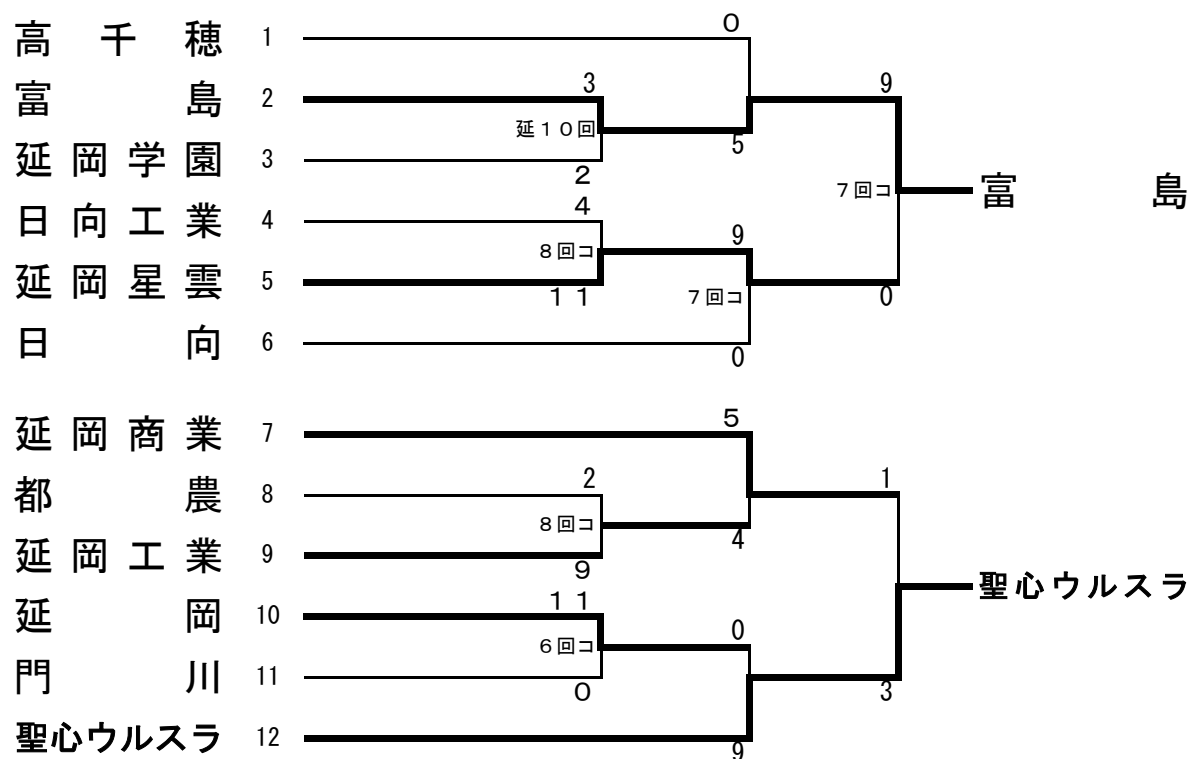 高千穂 1 0
富島 2 3 9
延10回 5
延岡学園 3 2
7回コ 富島
日向工業 4 4
8回コ 9
延岡星雲 5 11 7回コ 0
日向 6 0
延岡商業 7 5
都農 8 2 1
8回コ 4
延岡工業 9 9
聖心ウルスラ
延岡 10 11 0
6回コ
門川 11 0 3
聖心ウルスラ 12 9